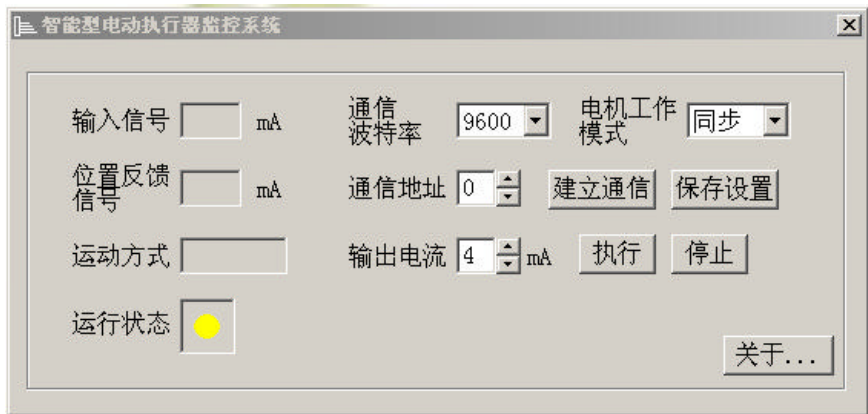 智能型电动执行器监控系统
输入信号 mA 通信波特率 9600 电机工作模式 同步
位置反馈信号 mA 通信地址 0 建立通信 保存设置
运动方式 输出电流 4 mA 执行 停止
运行状态
关于...